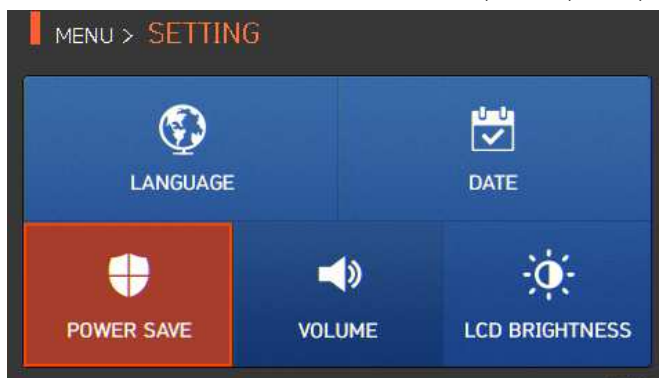 MENU > SETTING
LANGUAGE
DATE
POWER SAVE
VOLUME
LCD BRIGHTNESS